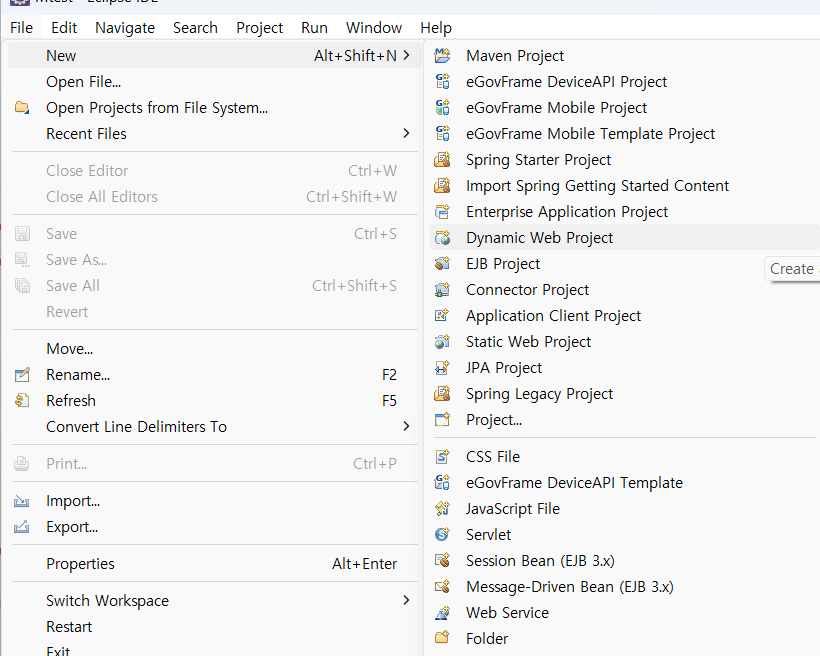 Mtest - Eclipse IDE
File Edit Navigate Search Project Run Window Help
New Alt+Shift+N
Open File...
Open Projects from File System...
Recent Files
Close Editor Ctrl+W
Close All Editors Ctrl+Shift+W
Save Ctrl+S
Save As...
Save All Ctrl+Shift+S
Revert
Move...
Rename... F2
Refresh F5
Convert Line Delimiters To
Print... Ctrl+P
Import...
Export...
Properties Alt+Enter
Switch Workspace
Restart
Exit
Maven Project
eGovFrame DeviceAPI Project
eGovFrame Mobile Project
eGovFrame Mobile Template Project
Spring Starter Project
Import Spring Getting Started Content
Enterprise Application Project
Dynamic Web Project
EJB Project
Create
Connector Project
Application Client Project
Static Web Project
JPA Project
Spring Legacy Project
Project...
CSS File
eGovFrame DeviceAPI Template
JavaScript File
Servlet
Session Bean (EJB 3.x)
Message-Driven Bean (EJB 3.x)
Web Service
Folder